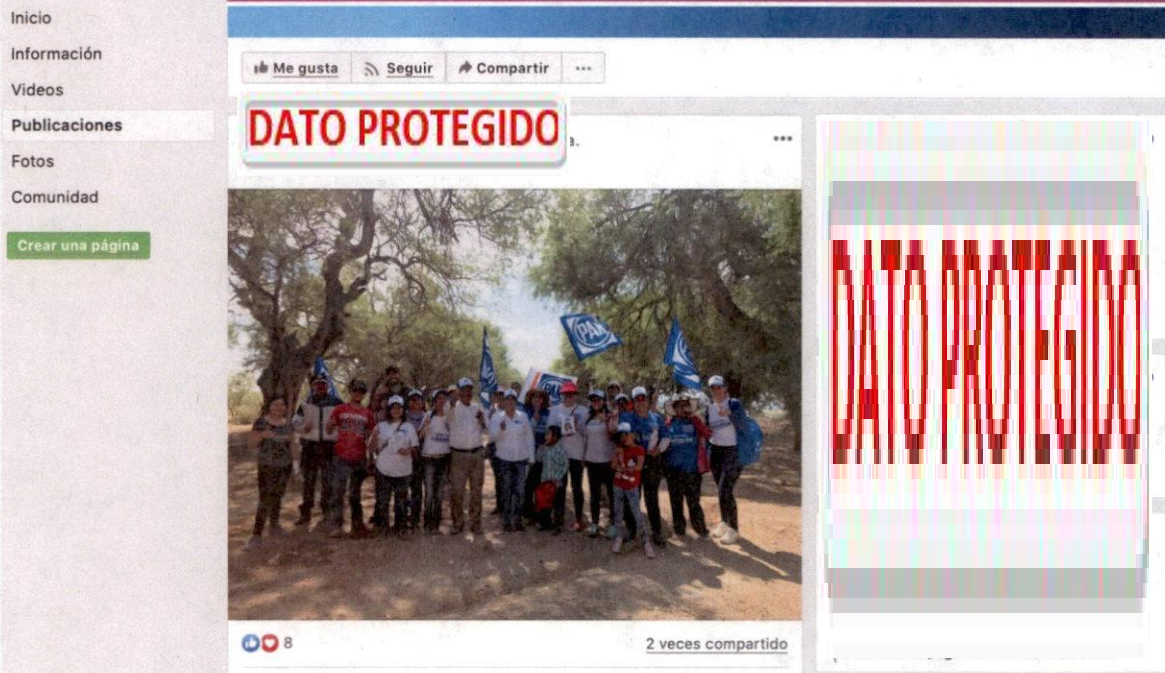 Inicio
Información
Videos
Publicaciones
Fotos
Comunidad
Crear una página
Me gusta
Seguir
Compartir
DATO PROTEGIDO
a.
PAN
PAN
DATO PROTEGIDO
8
2 veces compartido